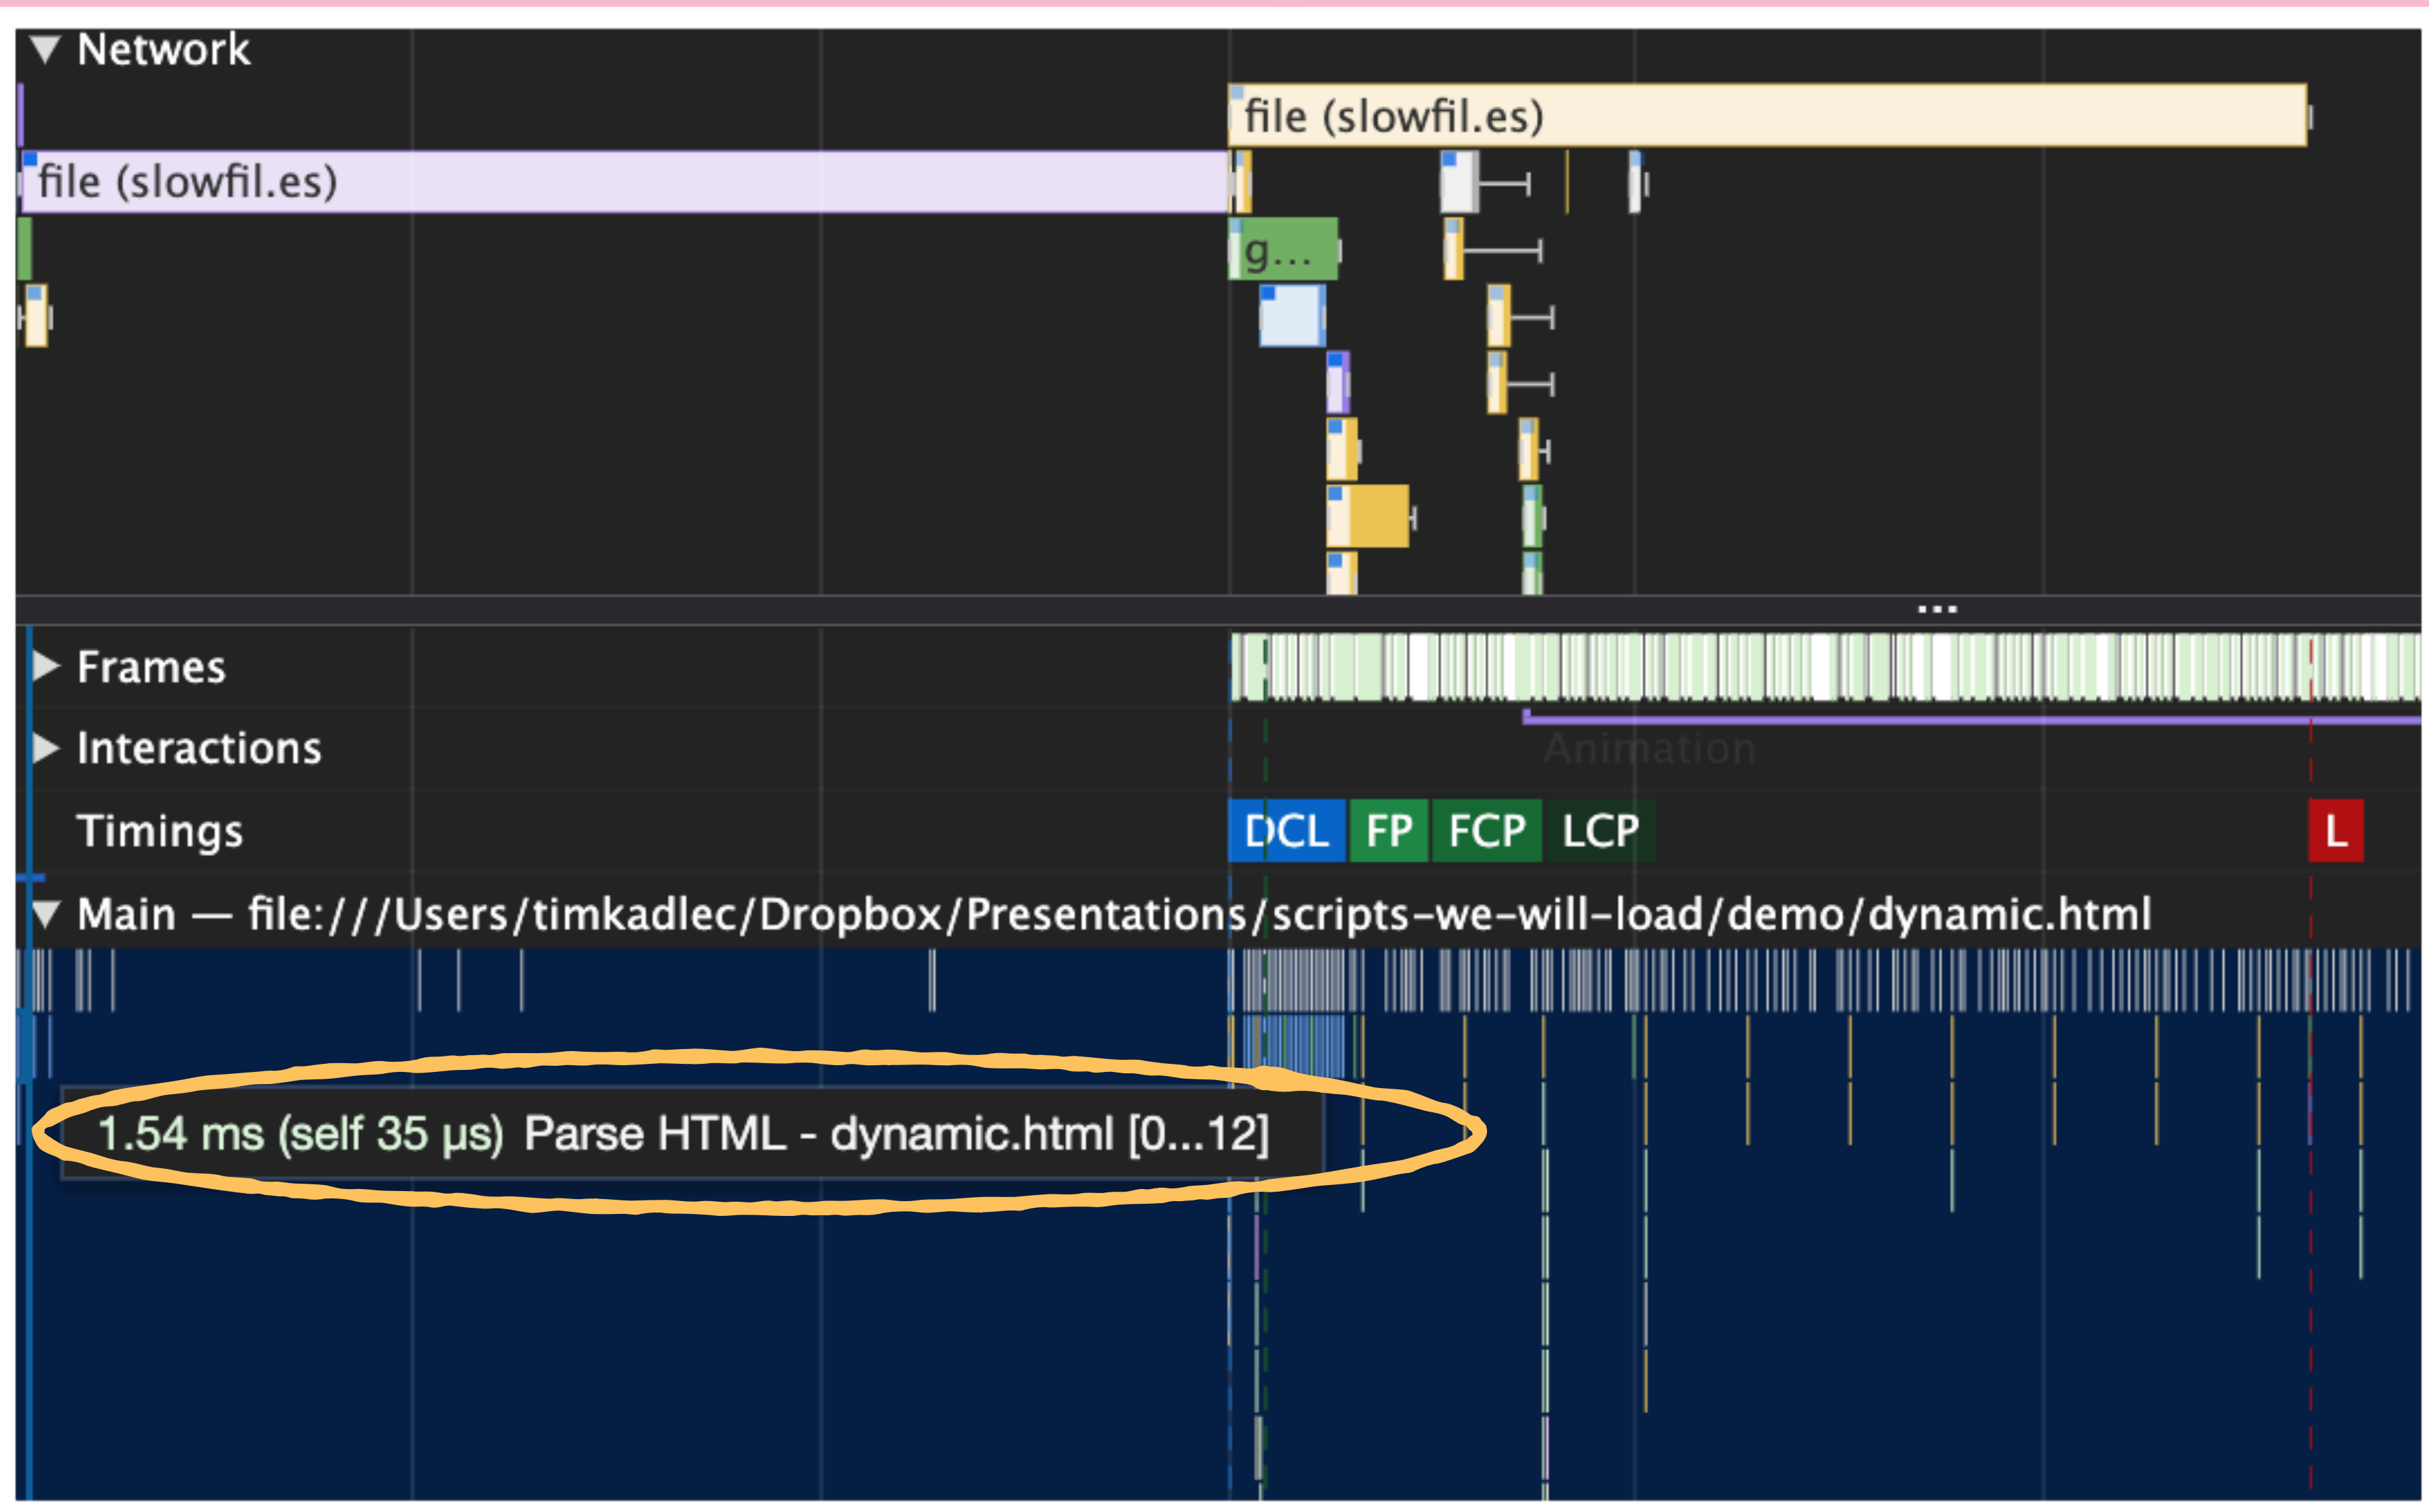 Network
file (slowfil.es)
file (slowfil.es)
g...
...
Frames
Interactions
Animation
Timings
DCL FP FCP LCP L
Main — file:///Users/timkadlec/Dropbox/Presentations/scripts-we-will-load/demo/dynamic.html
1.54 ms (self 35 μs) Parse HTML - dynamic.html [0...12]